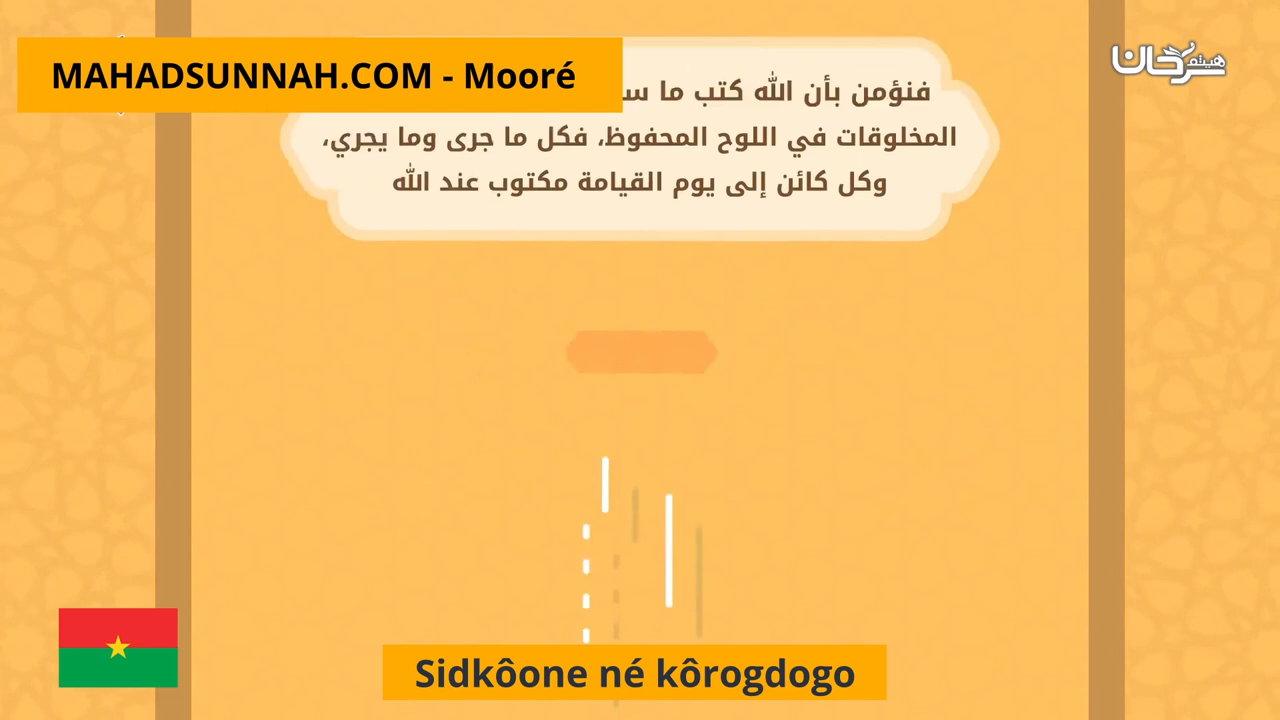 MAHADSUNNAH.COM - Mooré
فنؤمن بأن الله كتب ما
المخلوقات في اللوح المحفوظ، فكل ما جرى وما يجري،
وكل كائن إلى يوم القيامة مكتوب عند الله
Sidkôone né kôrogdogo